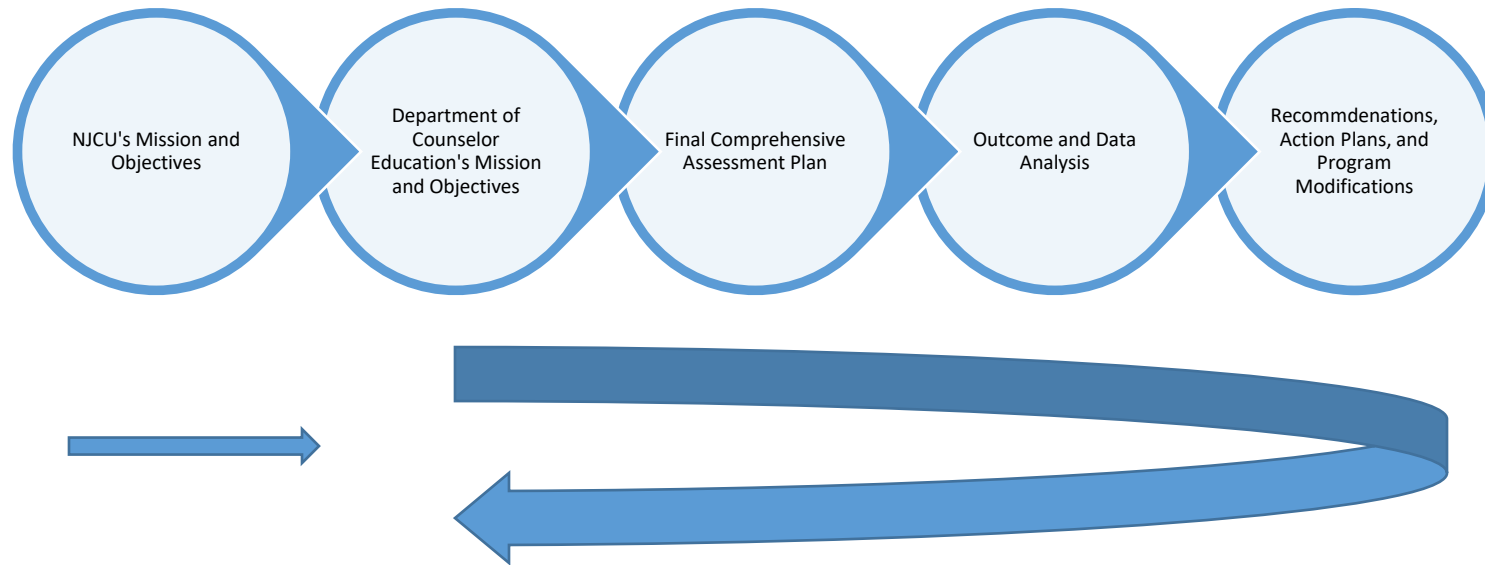 NJCU's Mission and
Objectives
Department of
Counselor
Education's Mission
and Objectives
Final Comprehensive
Assessment Plan
Outcome and Data
Analysis
Recommdenations,
Action Plans, and
Program
Modifications